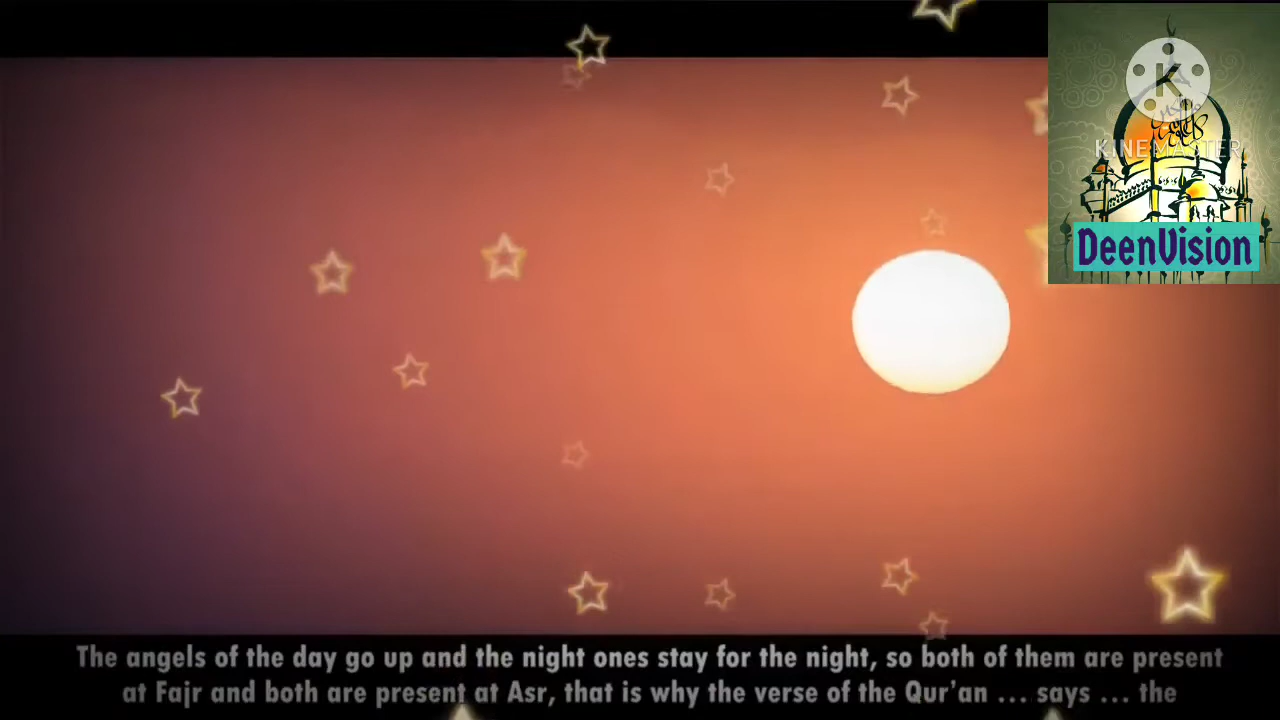 KINEMASTER
DeenVision
The angels of the day go up and the night ones stay for the night, so both of them are present
at Fajr and both are present at Asr, that is why the verse of the Qur'an ... says ... the